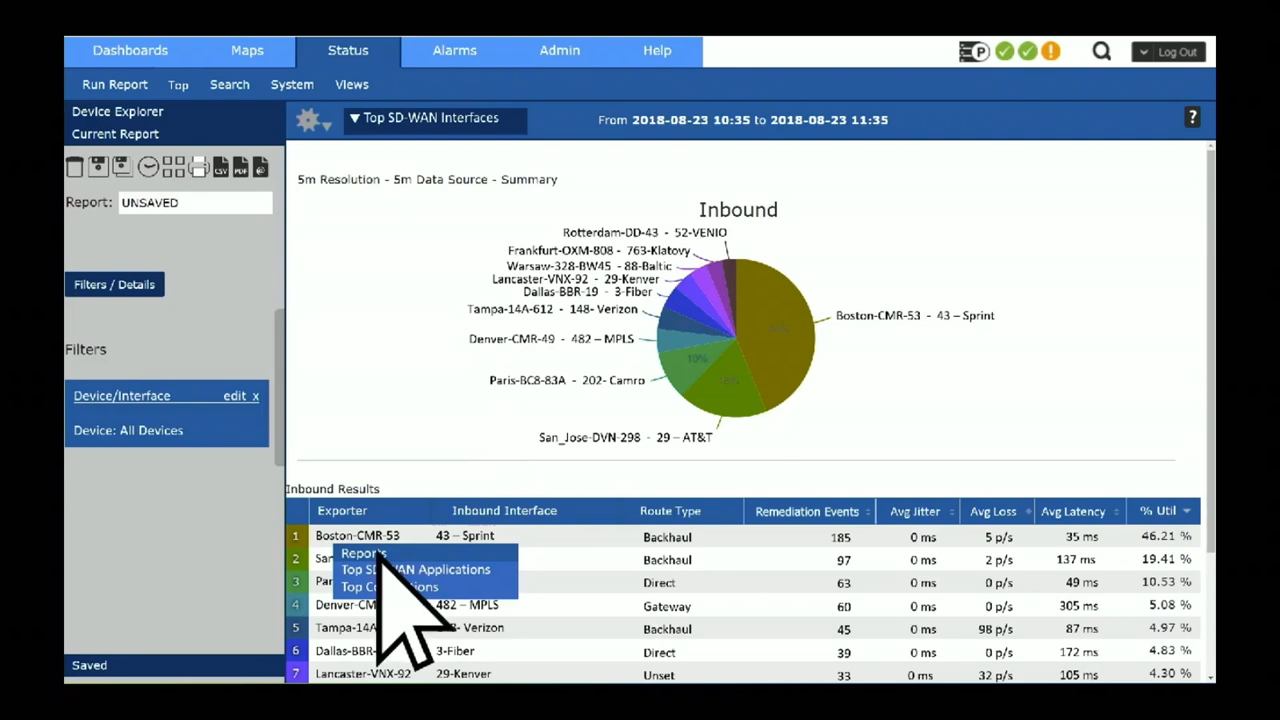 Dashboards Maps Status Alarms Admin Help P Log Out
Run Report Top Search System Views
Device Explorer
Current Report
Top SD-WAN Interfaces
From 2018-08-23 10:35 to 2018-08-23 11:35
?
CSV PDF @
Report: UNSAVED
Filters / Details
Filters
Device/Interface edit x
Device: All Devices
Saved
5m Resolution - 5m Data Source - Summary
Inbound
Rotterdam-DD-43 - 52-VENIO
Frankfurt-OXM-808 - 763-Klatovy
Warsaw-328-BW45 - 88-Baltic
Lancaster-VNX-92 - 29-Kenver
Dallas-BBR-19 - 3-Fiber
Tampa-14A-612 - 148- Verizon
Boston-CMR-53 - 43 – Sprint
Denver-CMR-49 - 482 – MPLS
10%
Paris-BC8-83A - 202- Camro
San_Jose-DVN-298 - 29 – AT&T
Inbound Results
Exporter Inbound Interface Route Type Remediation Events Avg Jitter Avg Loss Avg Latency % Util
1 Boston-CMR-53 43 – Sprint Backhaul 185 0 ms 5 p/s 35 ms 46.21 %
Reports
2 Backhaul 97 0 ms 2 p/s 137 ms 19.41 %
Top SD-WAN Applications
3 Direct 63 0 ms 0 p/s 49 ms 10.53 %
Top
4 Denver-CM 482 – MPLS Gateway 60 0 ms 0 p/s 305 ms 5.08 %
5 Tampa-14A Verizon Backhaul 45 0 ms 98 p/s 87 ms 4.97 %
6 Dallas-BBR- 3-Fiber Direct 39 0 ms 0 p/s 172 ms 4.83 %
7 Lancaster-VNX-92 29-Kenver Unset 33 0 ms 32 p/s 105 ms 4.30 %